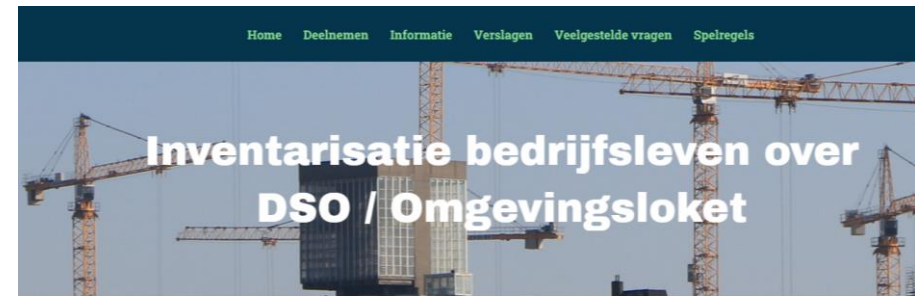 Home Deelnemen Informatie Verslagen Veelgestelde vragen Spelregels
Inventarisatie bedrijfsleven over
DSO / Omgevingsloket